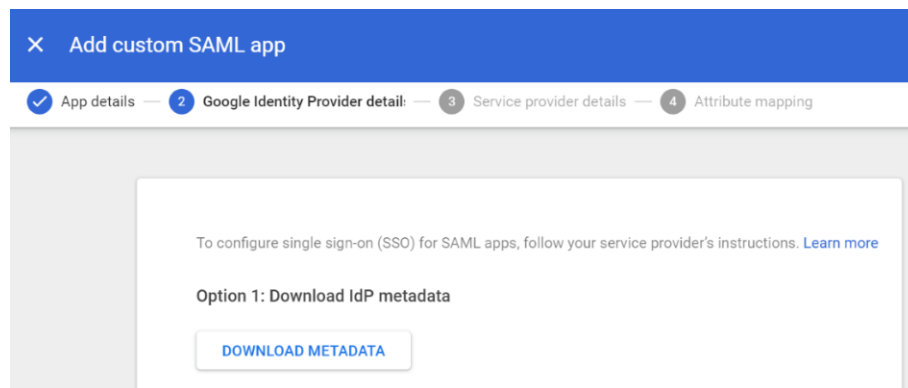 Add custom SAML app
App details 2 Google Identity Provider detail: 3 Service provider details 4 Attribute mapping
To configure single sign-on (SSO) for SAML apps, follow your service provider's instructions. Learn more
Option 1: Download IdP metadata
DOWNLOAD METADATA